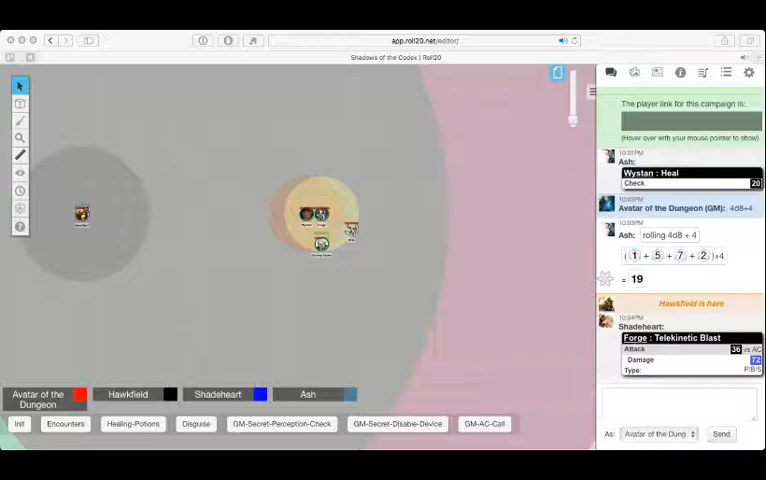 app.roll20.net/editor/
Shadows of the Codex | Roll20
The player link for this campaign is:
(Hover over with your mouse pointer to show)
10:01PM
Ash:
Wystan : Heal
Check 20
10:03PM
Avatar of the Dungeon (GM): 4d8+4
10:03PM
Ash: rolling 4d8 + 4
(1 + 5 + 7 + 2)+4
= 19
Hawkfield is here
10:04PM
Shadeheart:
Forge : Telekinetic Blast
Attack 36 vs AC
Damage 72
Type: P/B/S
Avatar of the Dungeon
Hawkfield
Shadeheart
Ash
Init
Encounters
Healing-Potions
Disguise
GM-Secret-Perception-Check
GM-Secret-Disable-Device
GM-AC-Call
As: Avatar of the Dung
Send